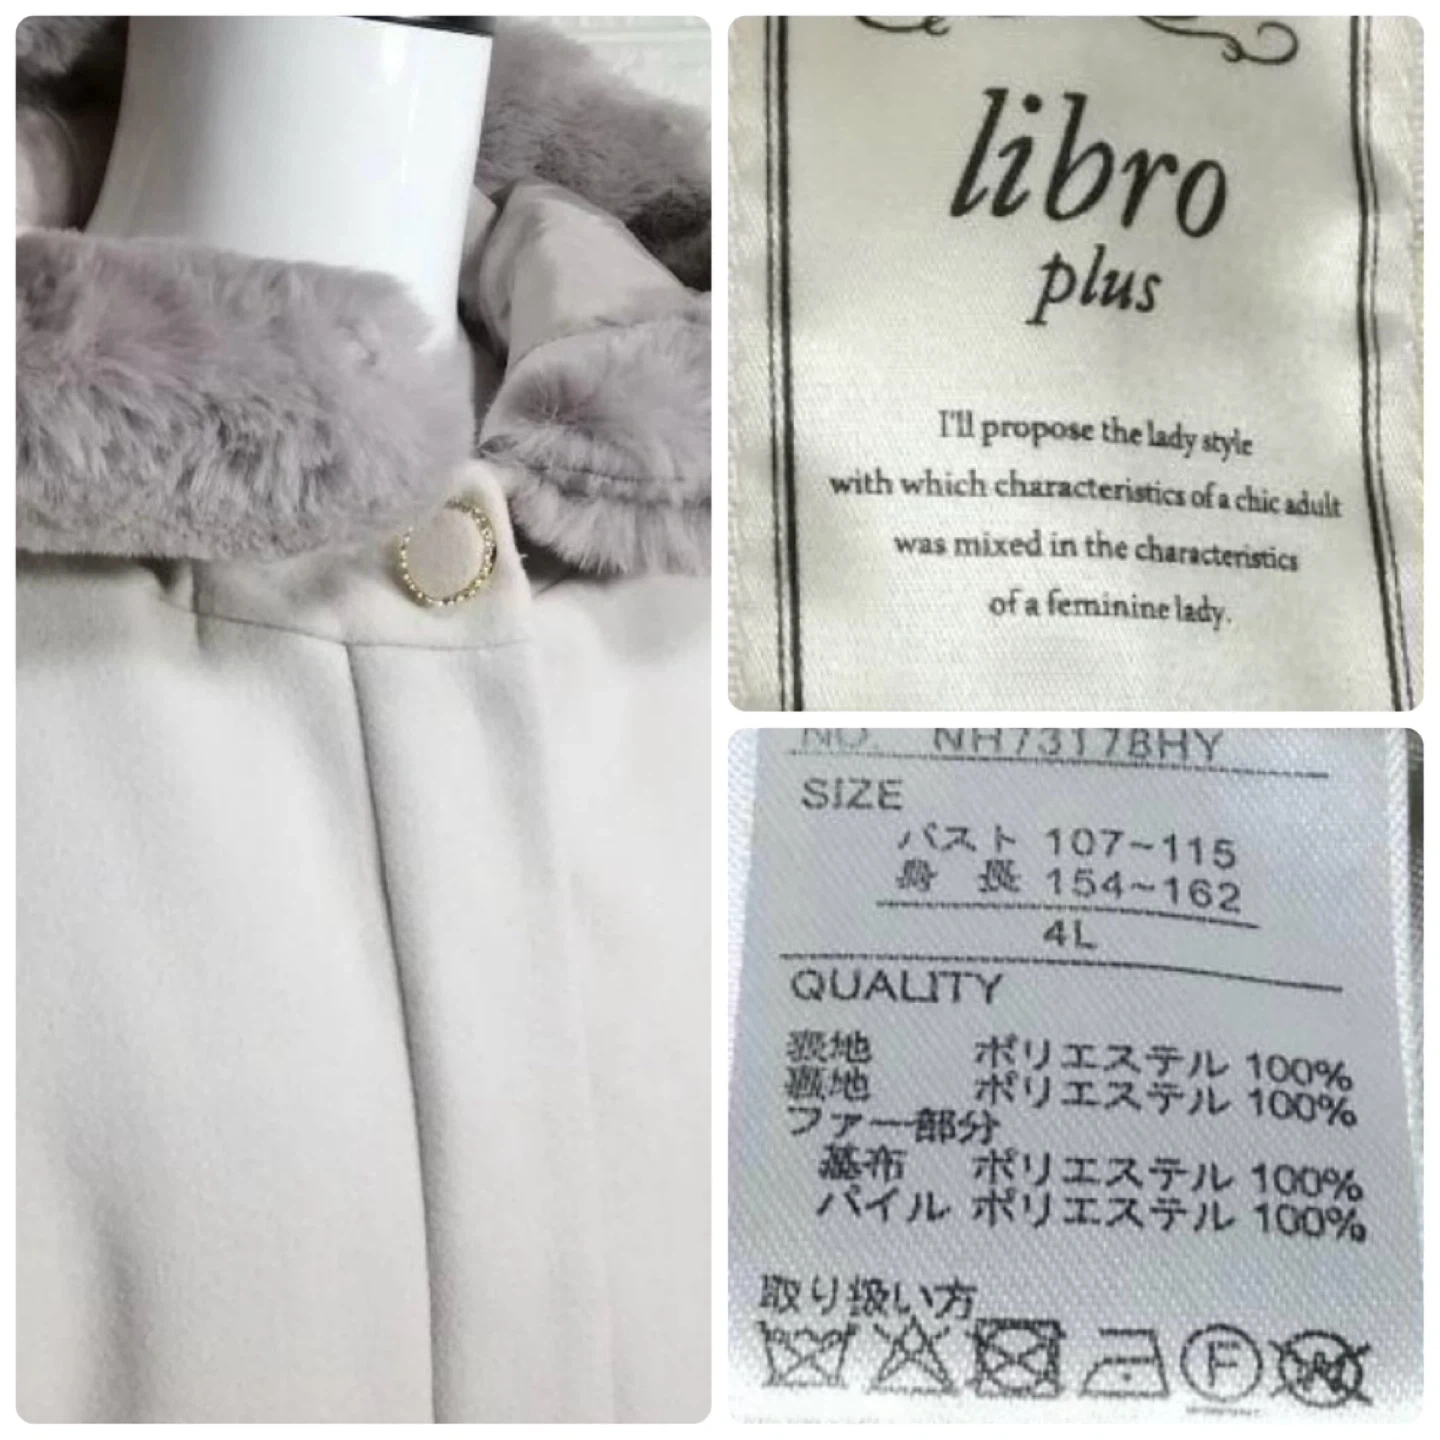 libro
plus
I'll propose the lady style
with which characteristics of a chic adult
was mixed in the characteristics
of a feminine lady.
NO. NH7317BHY
SIZE
バスト 107~115
身 長 154~162
4L
QUALITY
表地 ポリエステル 100%
裏地 ポリエステル 100%
ファー部分
基布 ポリエステル 100%
パイル ポリエステル 100%
取り扱い方
F W